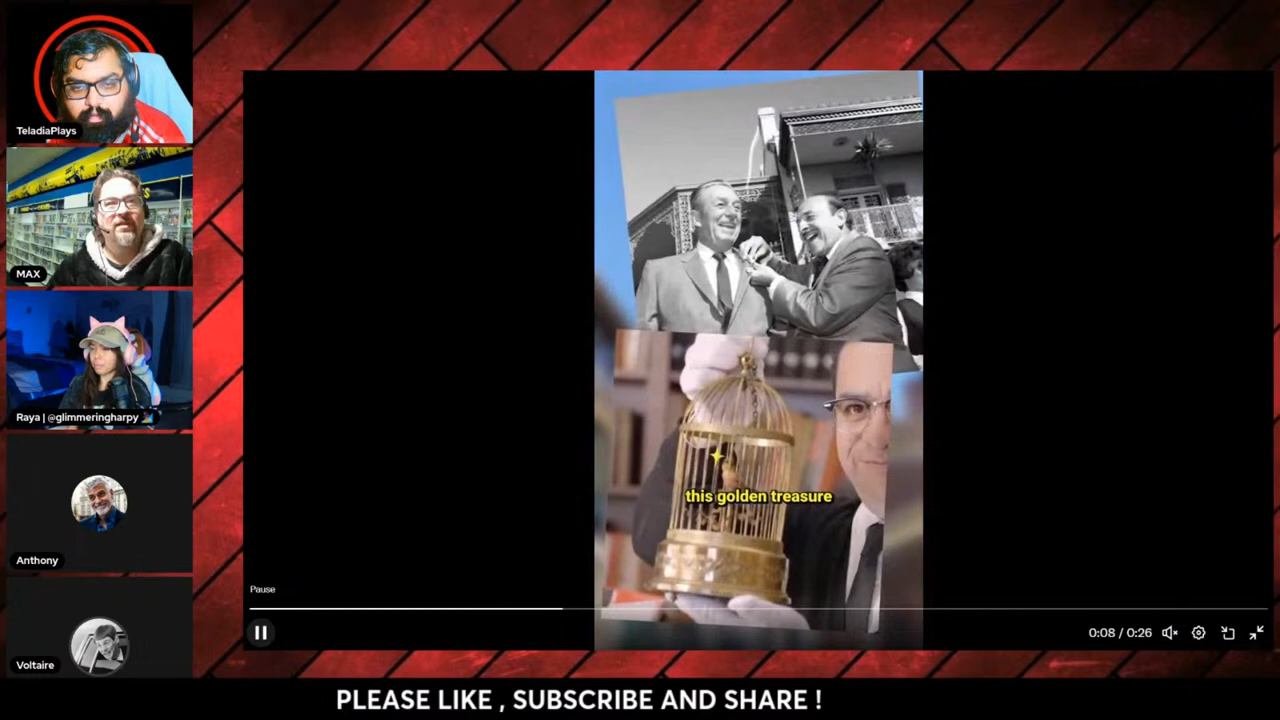 TeladiaPlays
MAX
Raya | @glimmeringharpy
Anthony
Voltaire
this golden treasure
Pause
0:08 / 0:26
PLEASE LIKE , SUBSCRIBE AND SHARE !